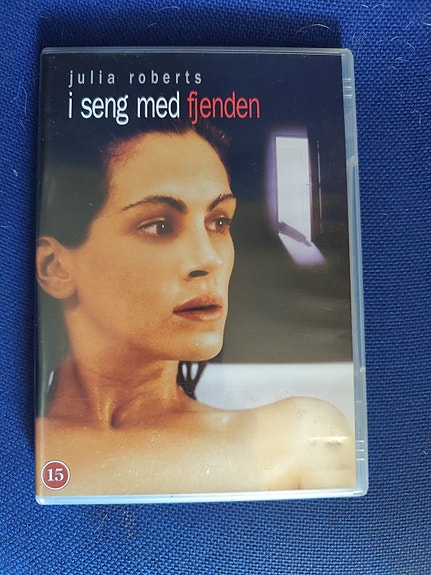 julia roberts
i seng med fjenden
15